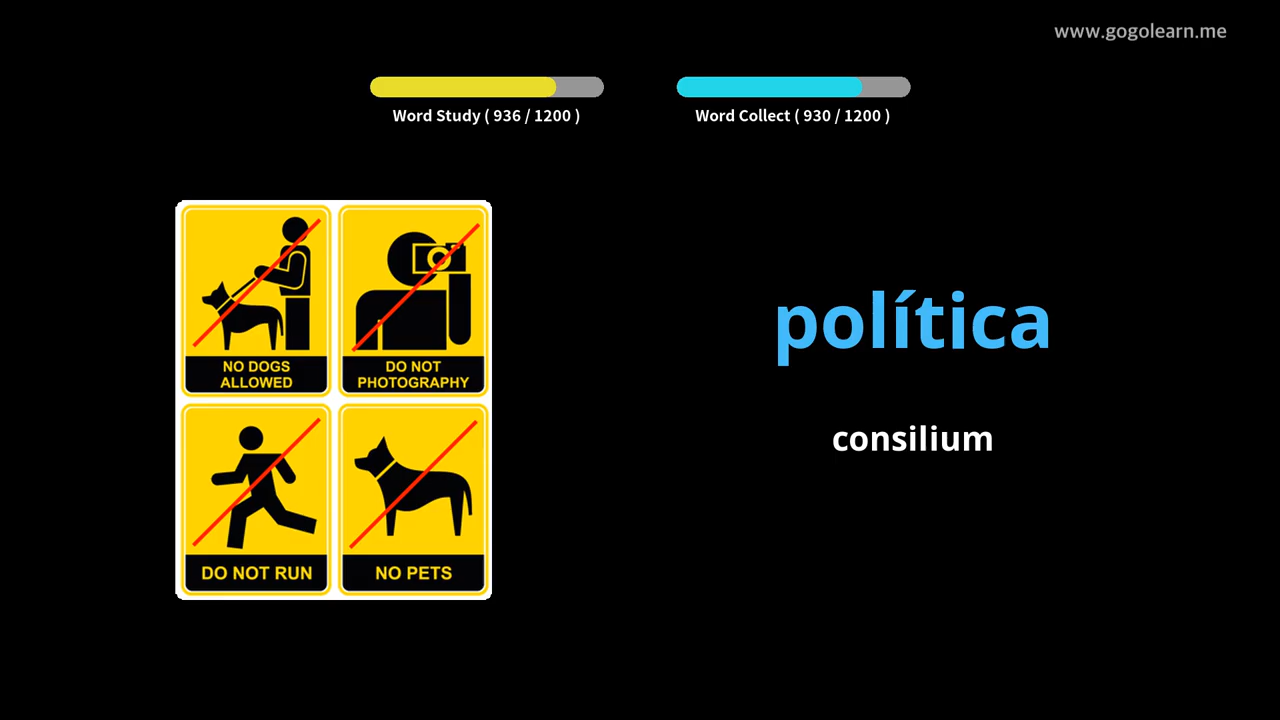 www.gogolearn.me
Word Study ( 936 / 1200 )
Word Collect ( 930 / 1200 )
NO DOGS
ALLOWED
DO NOT
PHOTOGRAPHY
DO NOT RUN
NO PETS
política
consilium